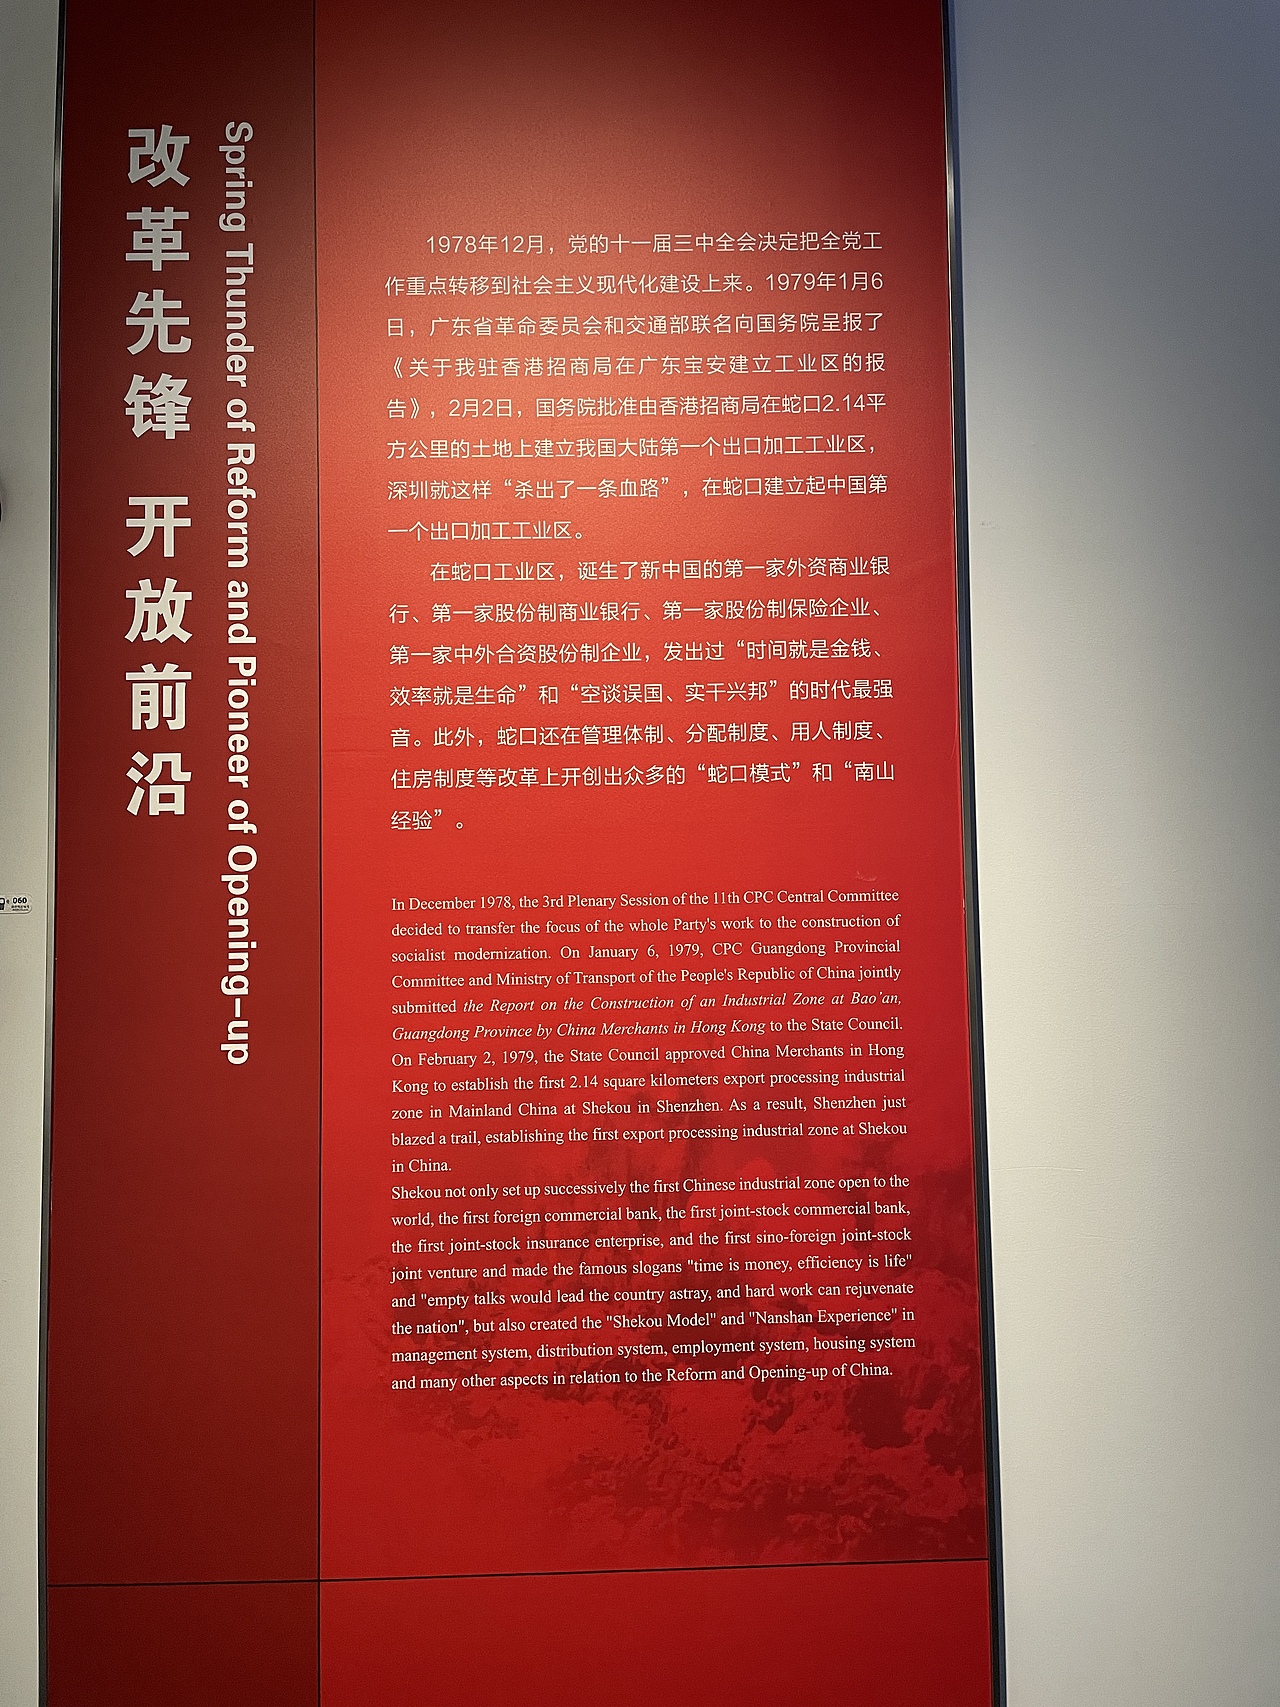 改革先锋 开放前沿
Spring Thunder of Reform and Pioneer of Opening-up
1978年12月，党的十一届三中全会决定把全党工
作重点转移到社会主义现代化建设上来。1979年1月6
日，广东省革命委员会和交通部联名向国务院呈报了
《关于我驻香港招商局在广东宝安建立工业区的报
告》，2月2日，国务院批准由香港招商局在蛇口2.14平
方公里的土地上建立我国大陆第一个出口加工工业区，
深圳就这样“杀出了一条血路”，在蛇口建立起中国第
一个出口加工工业区。
在蛇口工业区，诞生了新中国的第一家外资商业银
行、第一家股份制商业银行、第一家股份制保险企业、
第一家中外合资股份制企业，发出过“时间就是金钱、
效率就是生命”和“空谈误国、实干兴邦”的时代最强
音。此外，蛇口还在管理体制、分配制度、用人制度、
住房制度等改革上开创出众多的“蛇口模式”和“南山
经验”。
In December 1978, the 3rd Plenary Session of the 11th CPC Central Committee
decided to transfer the focus of the whole Party's work to the construction of
socialist modernization. On January 6, 1979, CPC Guangdong Provincial
Committee and Ministry of Transport of the People's Republic of China jointly
submitted the Report on the Construction of an Industrial Zone at Bao'an,
Guangdong Province by China Merchants in Hong Kong to the State Council.
On February 2, 1979, the State Council approved China Merchants in Hong
Kong to establish the first 2.14 square kilometers export processing industrial
zone in Mainland China at Shekou in Shenzhen. As a result, Shenzhen just
blazed a trail, establishing the first export processing industrial zone at Shekou
in China.
Shekou not only set up successively the first Chinese industrial zone open to the
world, the first foreign commercial bank, the first joint-stock commercial bank,
the first joint-stock insurance enterprise, and the first sino-foreign joint-stock
joint venture and made the famous slogans "time is money, efficiency is life"
and "empty talks would lead the country astray, and hard work can rejuvenate
the nation", but also created the "Shekou Model" and "Nanshan Experience" in
management system, distribution system, employment system, housing system
and many other aspects in relation to the Reform and Opening-up of China.
060